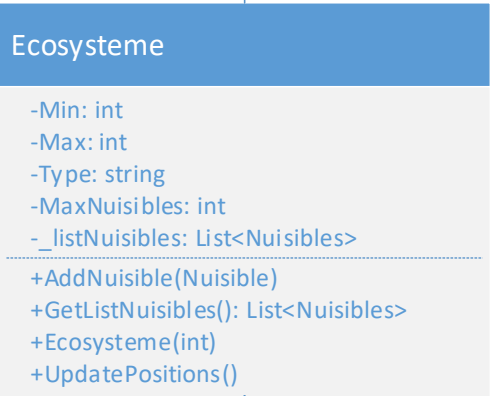 Ecosysteme
-Min: int
-Max: int
-Type: string
-MaxNuisibles: int
-_listNuisibles: List<Nuisibles>
+AddNuisible(Nuisible)
+GetListNuisibles(): List<Nuisibles>
+Ecosysteme(int)
+UpdatePositions()